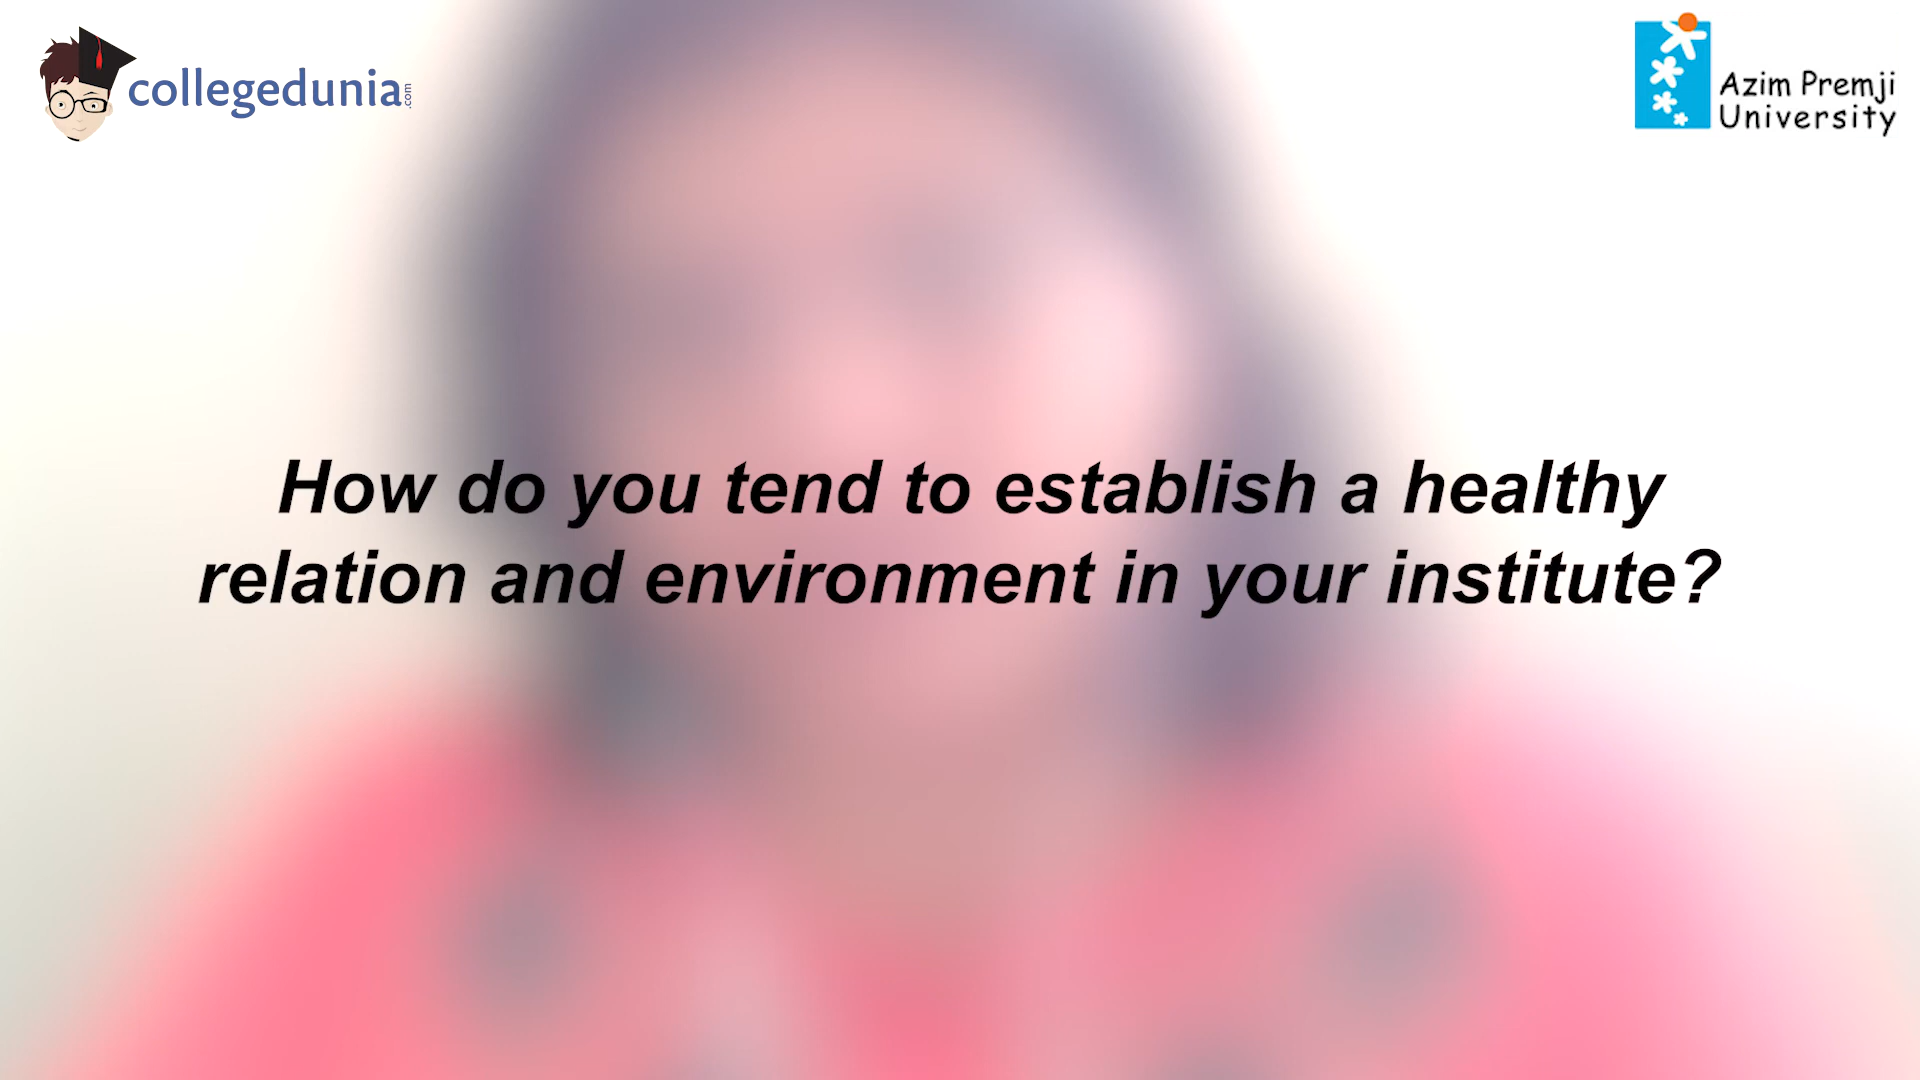 collegedunia
.com
Azim Premji
University
How do you tend to establish a healthy
relation and environment in your institute?